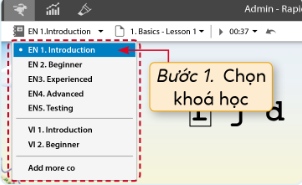 Admin - Rapi
EN 1.Introduction 1. Basics - Lesson 1 00:37
EN 1. Introduction
EN 2. Beginner
EN3. Experienced
EN4. Advanced
EN5. Testing
VI 1. Introduction
VI 2. Beginner
Add more co
Bước 1. Chọn
khoá học
i j d